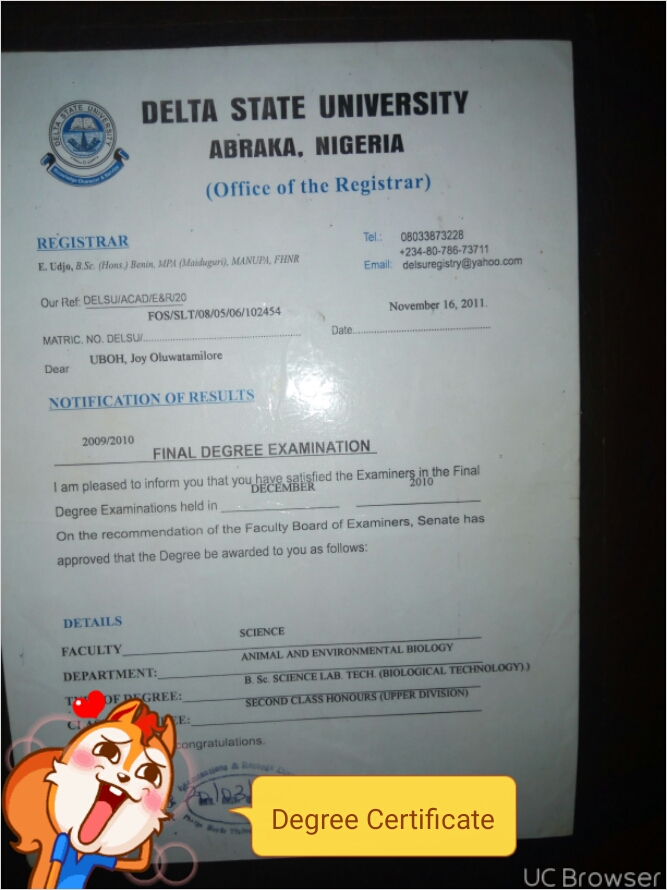 DELTA STATE UNIVERSITY
ABRAKA, NIGERIA
(Office of the Registrar)
DELTA STATE UNIVERSITY
REGISTRAR
E. Udjo, B.Sc. (Hons.) Benin, MPA (Maiduguri), MANUPA, FHNR
Tel.: 08033873228
+234-80-786-73711
Email: delsuregistry@yahoo.com
Our Ref: DELSU/ACAD/E&R/20
FOS/SLT/08/05/06/102454
MATRIC. NO. DELSU/
November 16, 2011.
Date
UBOH, Joy Oluwatamilore
Dear
NOTIFICATION OF RESULTS
2009/2010
FINAL DEGREE EXAMINATION
I am pleased to inform you that you have satisfied the Examiners in the Final
DECEMBER 2010
Degree Examinations held in
On the recommendation of the Faculty Board of Examiners, Senate has
approved that the Degree be awarded to you as follows:
DETAILS
SCIENCE
FACULTY
ANIMAL AND ENVIRONMENTAL BIOLOGY
DEPARTMENT:
B. Sc. SCIENCE LAB. TECH. (BIOLOGICAL TECHNOLOGY).)
OF DEGREE:
SECOND CLASS HONOURS (UPPER DIVISION)
congratulations.
Degree Certificate
UC Browser